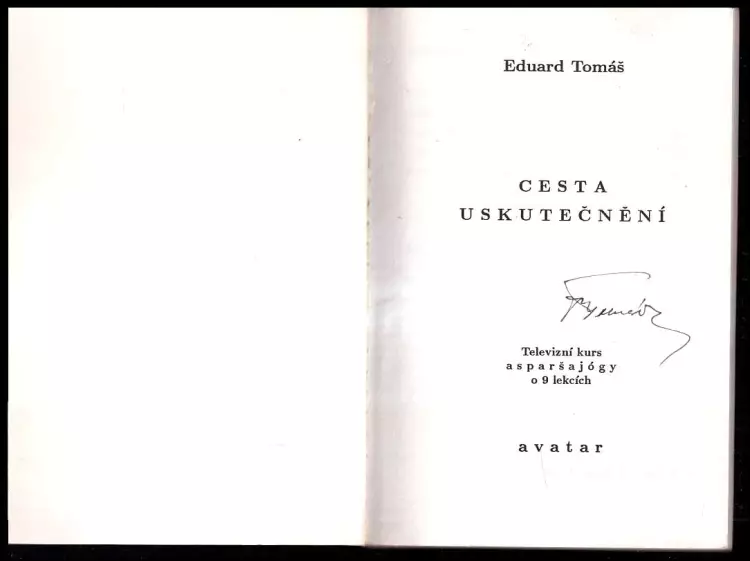 Eduard Tomáš
CESTA
USKUTEČNĚNÍ
Televizní kurs
asparšajógy
o 9 lekcích
avatar